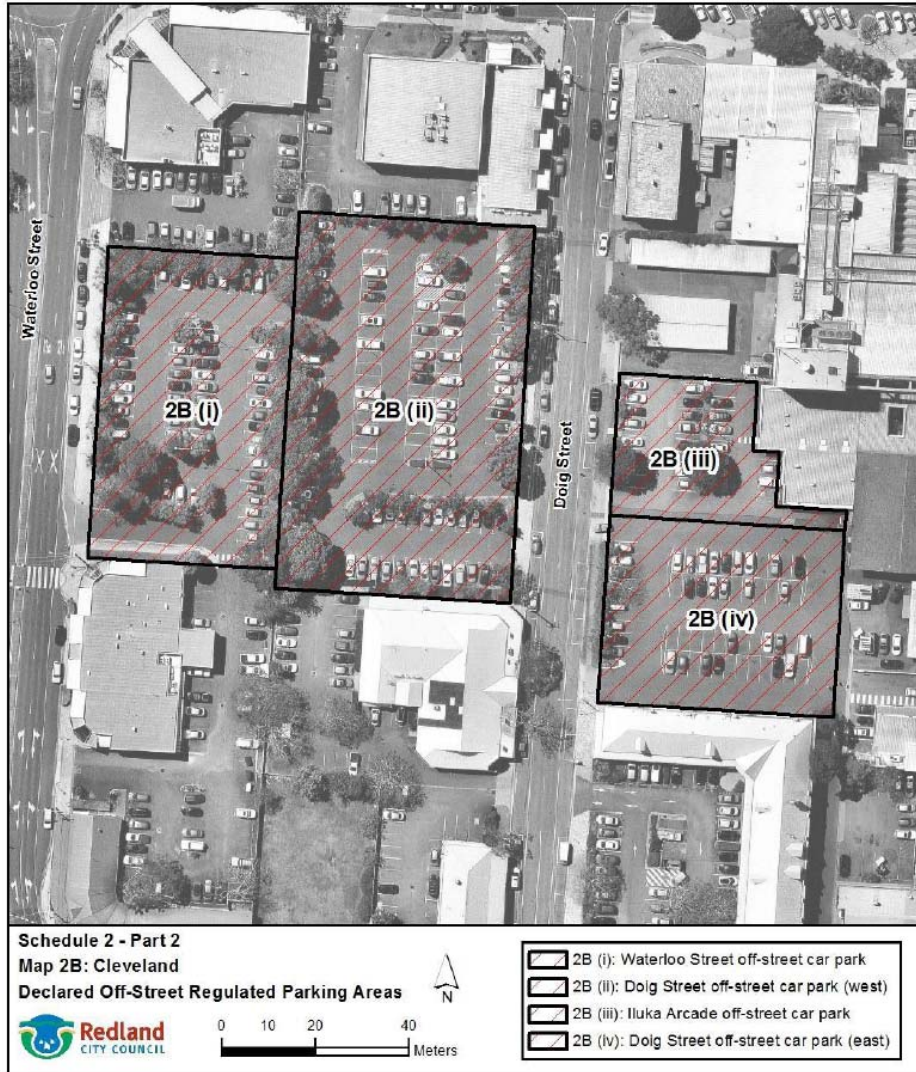 Waterloo Street
2B (i)
2B (ii)
Doig Street
2B (iii)
2B (iv)
Schedule 2 - Part 2
Map 2B: Cleveland
Declared Off-Street Regulated Parking Areas
N
Redland
CITY COUNCIL
0 10 20 40
Meters
2B (i): Waterloo Street off-street car park
2B (ii): Doig Street off-street car park (west)
2B (iii): Iluka Arcade off-street car park
2B (iv): Doig Street off-street car park (east)